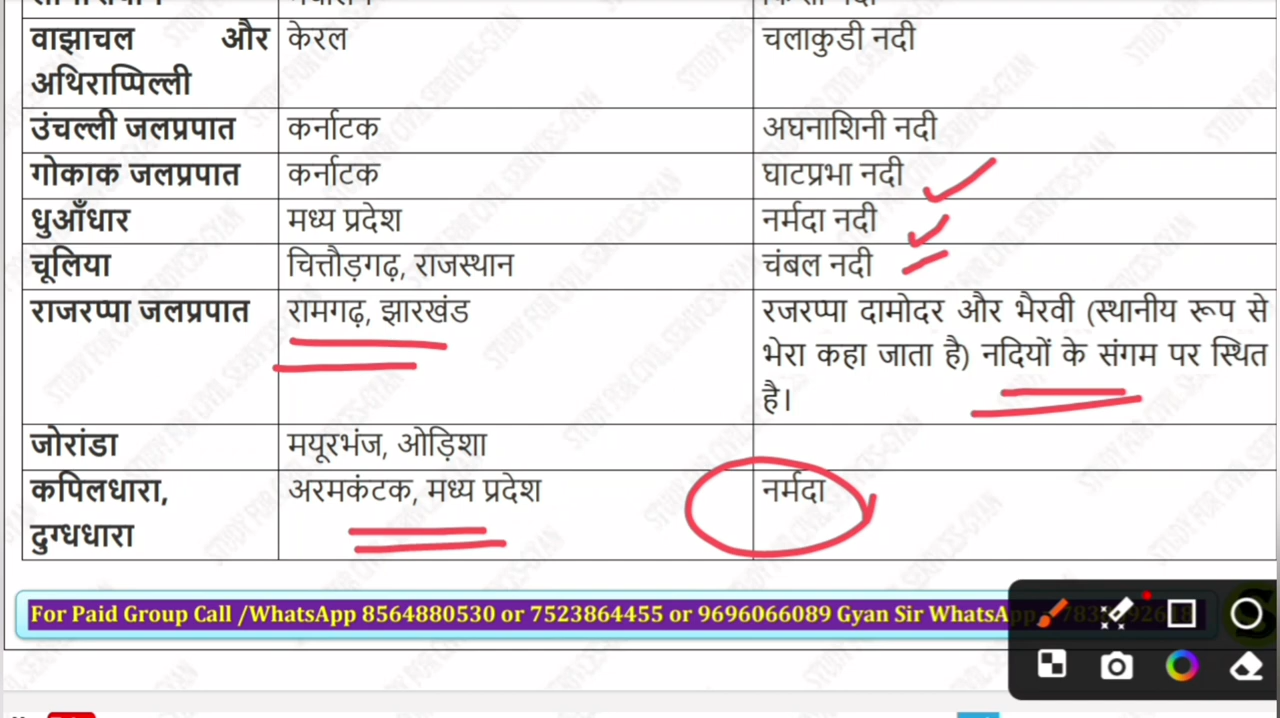 वाझाचल और केरल चलाकुडी नदी
अथिराप्पिल्ली
उंचल्ली जलप्रपात कर्नाटक अघनाशिनी नदी
गोकाक जलप्रपात कर्नाटक घाटप्रभा नदी
धुआँधार मध्य प्रदेश नर्मदा नदी
चूलिया चित्तौड़गढ़, राजस्थान चंबल नदी
राजरप्पा जलप्रपात रामगढ़, झारखंड रजरप्पा दामोदर और भैरवी (स्थानीय रूप से
भेरा कहा जाता है) नदियों के संगम पर स्थित
है।
जोरांडा मयूरभंज, ओड़िशा
कपिलधारा, अरमकंटक, मध्य प्रदेश नर्मदा
दुग्धधारा
For Paid Group Call /WhatsApp 8564880530 or 7523864455 or 9696066089 Gyan Sir WhatsApp